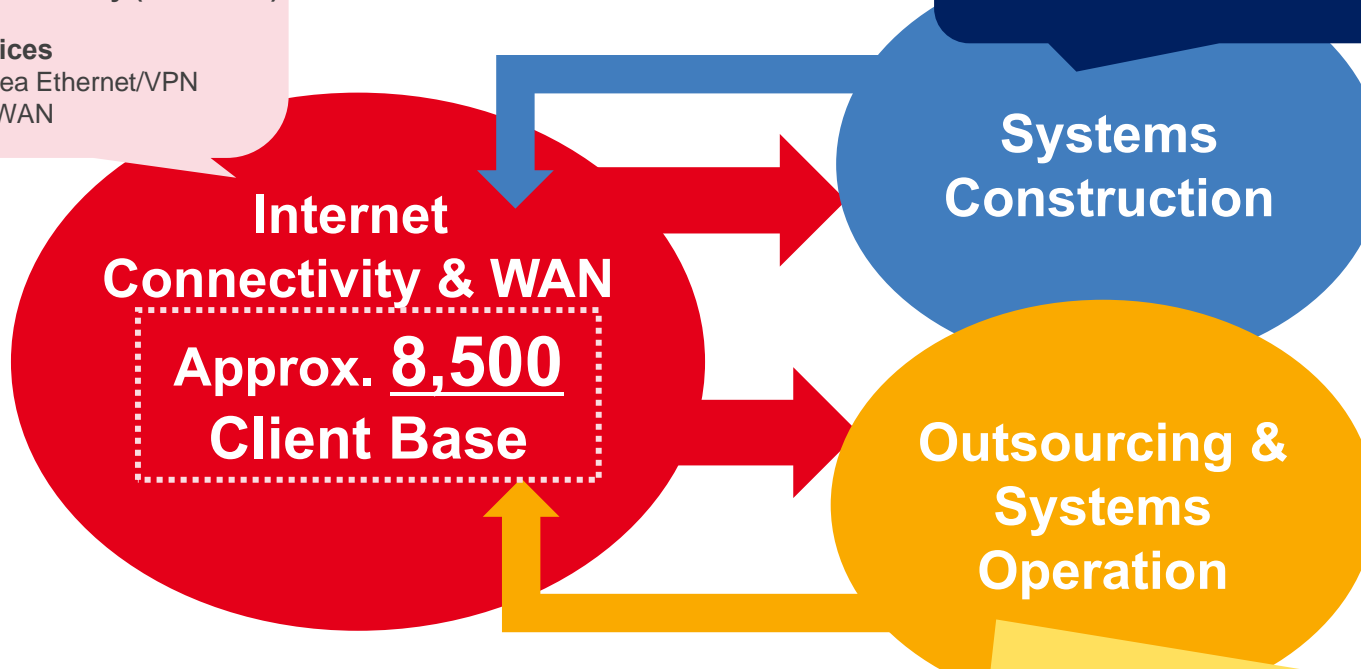 ices
ea Ethernet/VPN
WAN
Internet
Connectivity & WAN
Approx. 8,500
Client Base
Systems
Construction
Outsourcing &
Systems
Operation